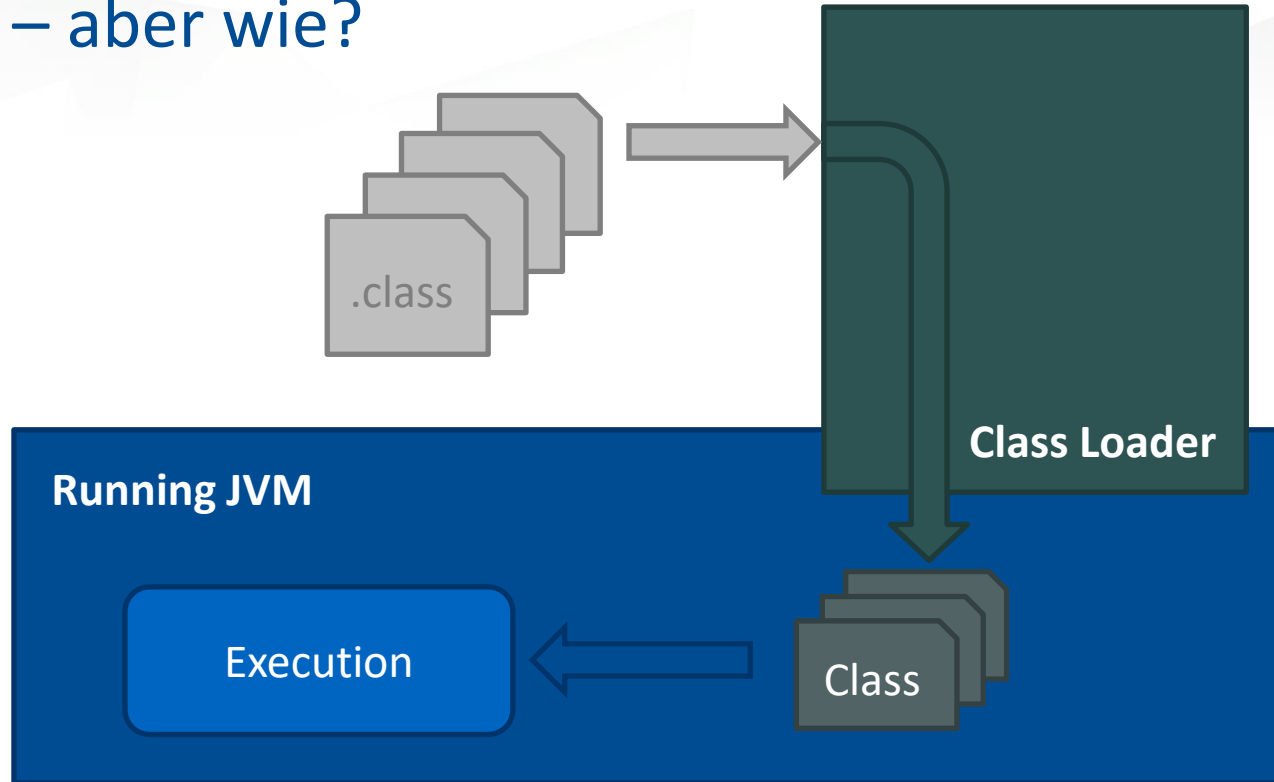 – aber wie?
.class
Class Loader
Running JVM
Execution
Class